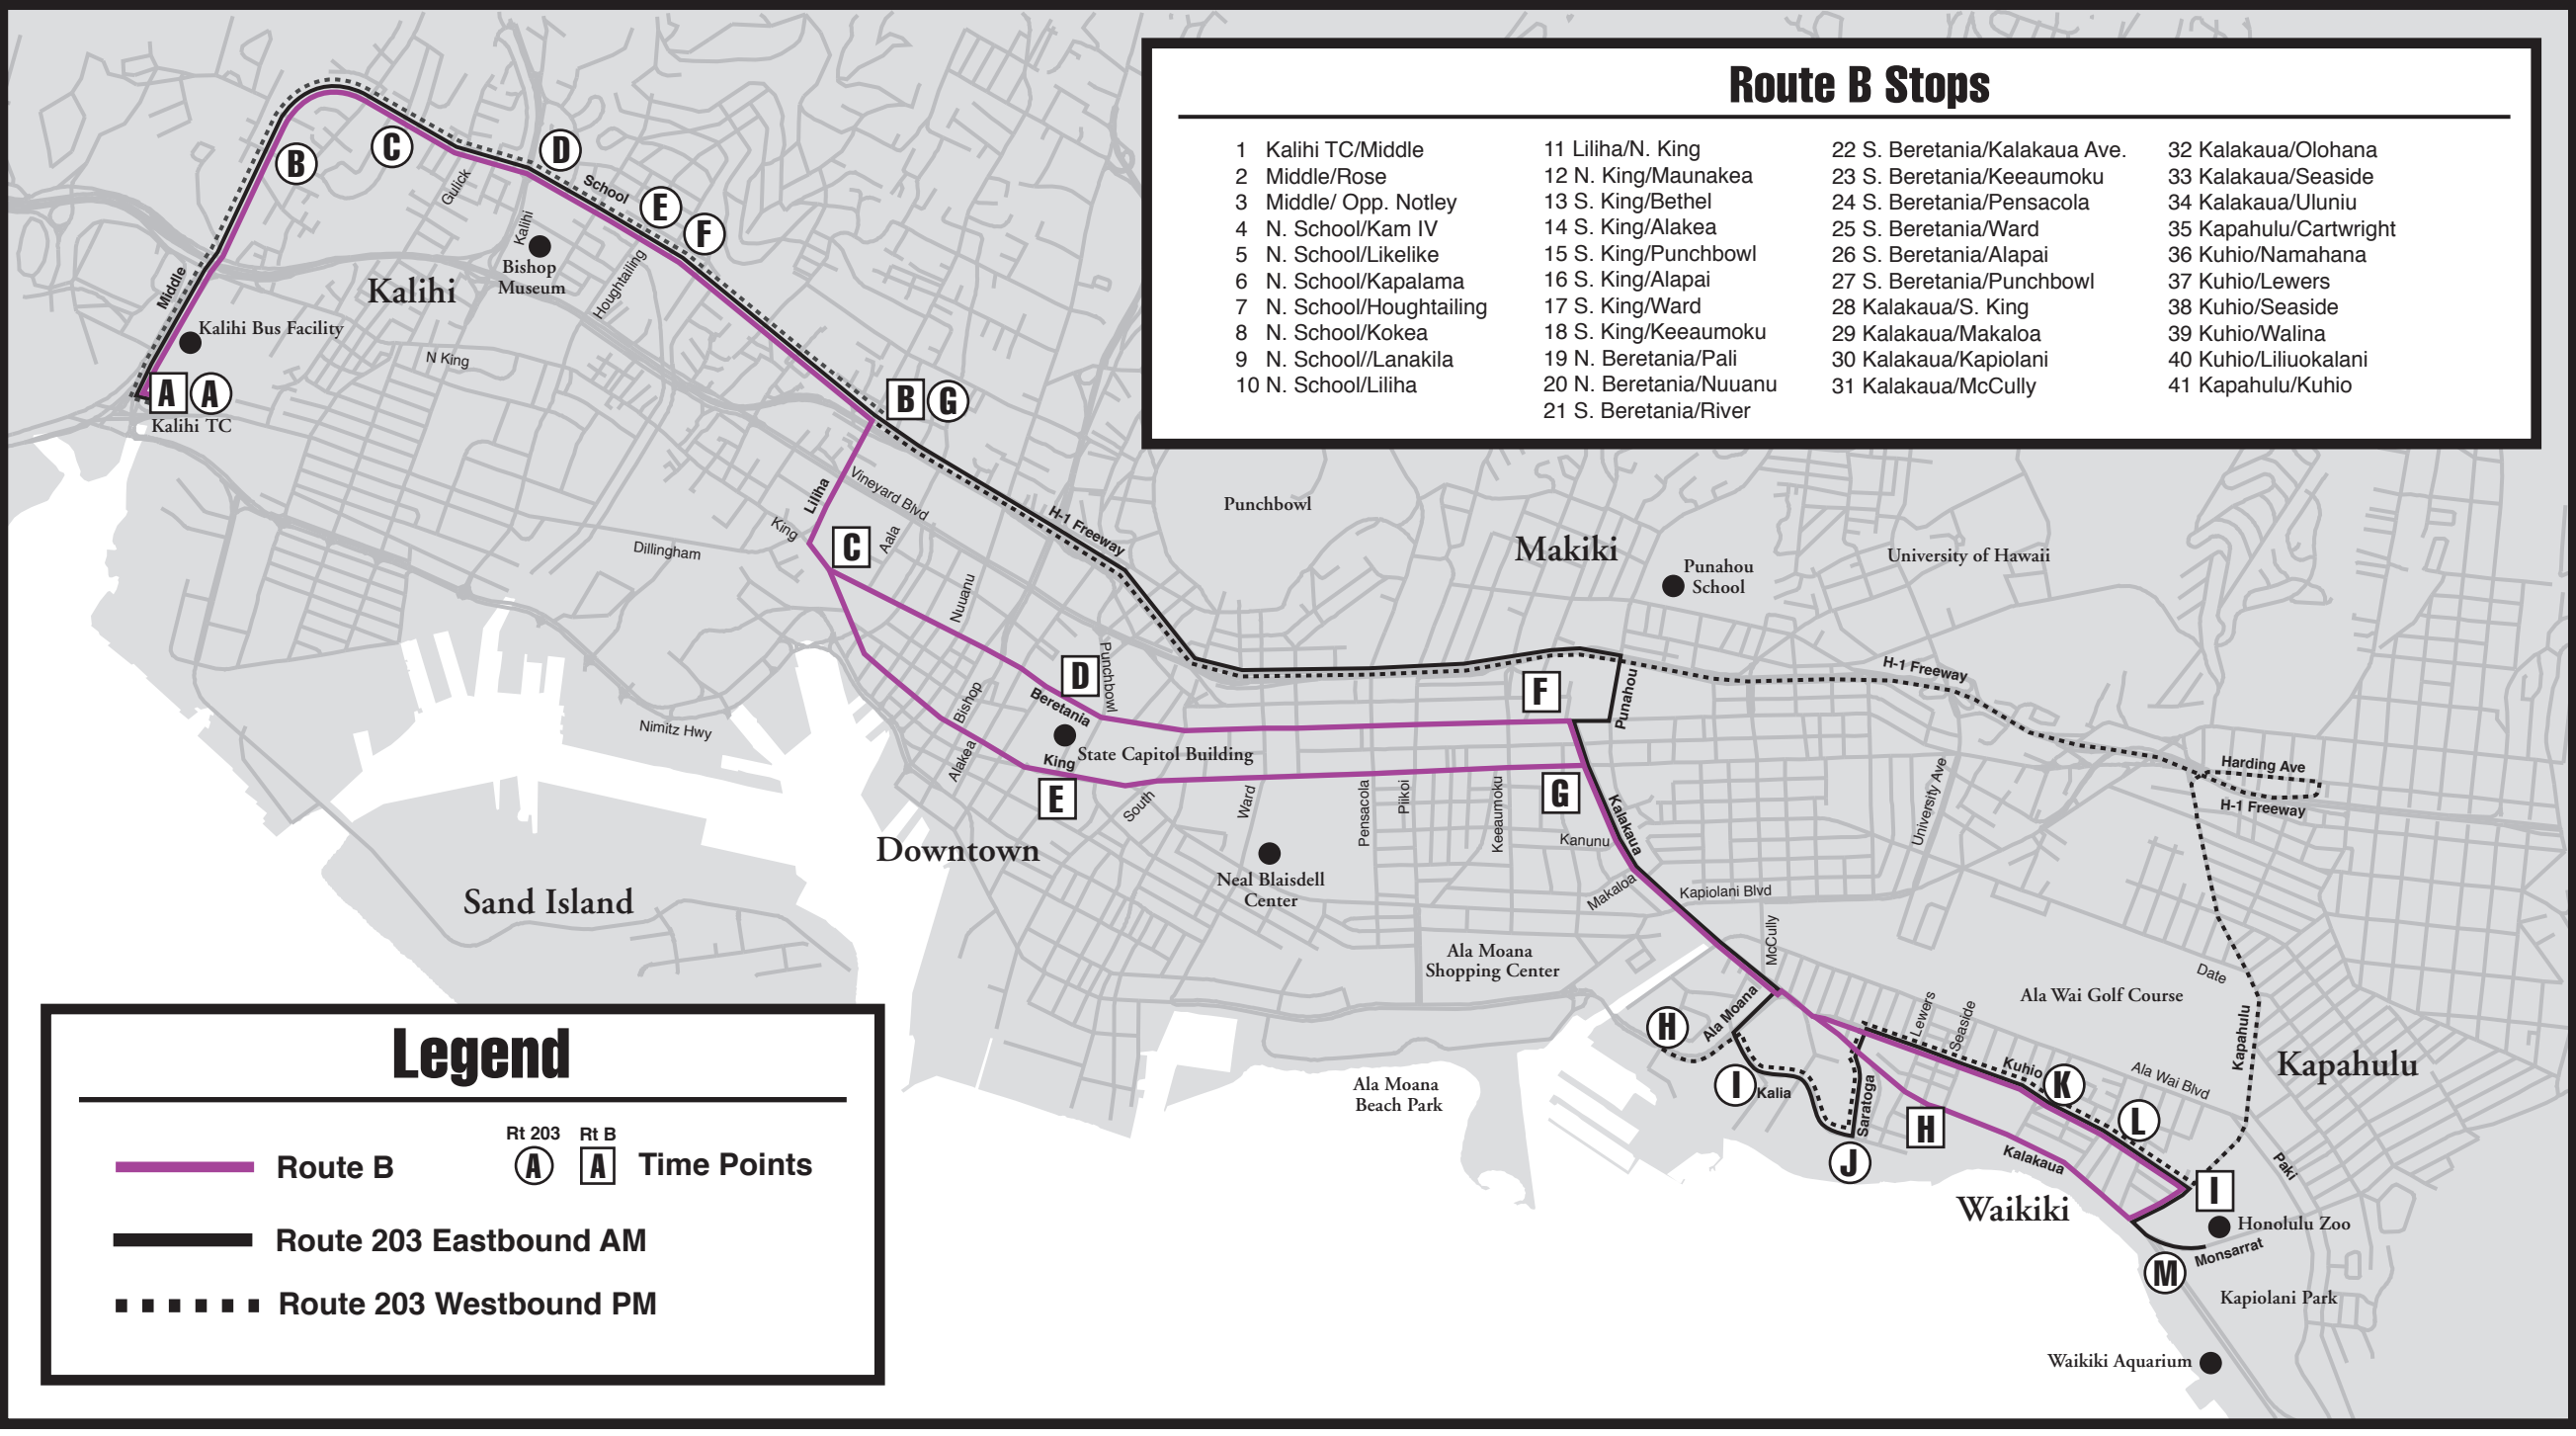 Route B Stops
1 Kalihi TC/Middle
2 Middle/Rose
3 Middle/ Opp. Notley
4 N. School/Kam IV
5 N. School/Likelike
6 N. School/Kapalama
7 N. School/Houghtailing
8 N. School/Kokea
9 N. School//Lanakila
10 N. School/Liliha
11 Liliha/N. King
12 N. King/Maunakea
13 S. King/Bethel
14 S. King/Alakea
15 S. King/Punchbowl
16 S. King/Alapai
17 S. King/Ward
18 S. King/Keeaumoku
19 N. Beretania/Pali
20 N. Beretania/Nuuanu
21 S. Beretania/River
22 S. Beretania/Kalakaua Ave.
23 S. Beretania/Keeaumoku
24 S. Beretania/Pensacola
25 S. Beretania/Ward
26 S. Beretania/Alapai
27 S. Beretania/Punchbowl
28 Kalakaua/S. King
29 Kalakaua/Makaloa
30 Kalakaua/Kapiolani
31 Kalakaua/McCully
32 Kalakaua/Olohana
33 Kalakaua/Seaside
34 Kalakaua/Uluniu
35 Kapahulu/Cartwright
36 Kuhio/Namahana
37 Kuhio/Lewers
38 Kuhio/Seaside
39 Kuhio/Walina
40 Kuhio/Liliuokalani
41 Kapahulu/Kuhio
B
C
D
E
F
School
Gulick
Kalihi
Bishop
Museum
Houghtailing
Kalihi
Middle
Kalihi Bus Facility
N King
A
A
Kalihi TC
B
G
Liliha
Vineyard Blvd
King
C
Aala
Dillingham
H-1 Freeway
Punchbowl
Makiki
Punahou
School
University of Hawaii
Nuuanu
Punchbowl
D
Beretania
Bishop
Alakea
State Capitol Building
King
E
South
Nimitz Hwy
F
Punahou
H-1 Freeway
Harding Ave
H-1 Freeway
G
Ward
Pensacola
Piikoi
Keeaumoku
Kanunu
Kalakaua
Makaloa
Kapiolani Blvd
University Ave
McCully
Downtown
Neal Blaisdell
Center
Sand Island
Ala Moana
Shopping Center
Date
Ala Wai Golf Course
Lewers
Seaside
Kapahulu
Kapahulu
H
Ala Moana
I
Kalia
Saratoga
J
H
Kuhio
K
Ala Wai Blvd
L
Ala Moana
Beach Park
Kalakaua
Paki
Waikiki
I
Honolulu Zoo
Monsarrat
M
Kapiolani Park
Waikiki Aquarium
Legend
Route B
Rt 203
A
Rt B
A
Time Points
Route 203 Eastbound AM
Route 203 Westbound PM